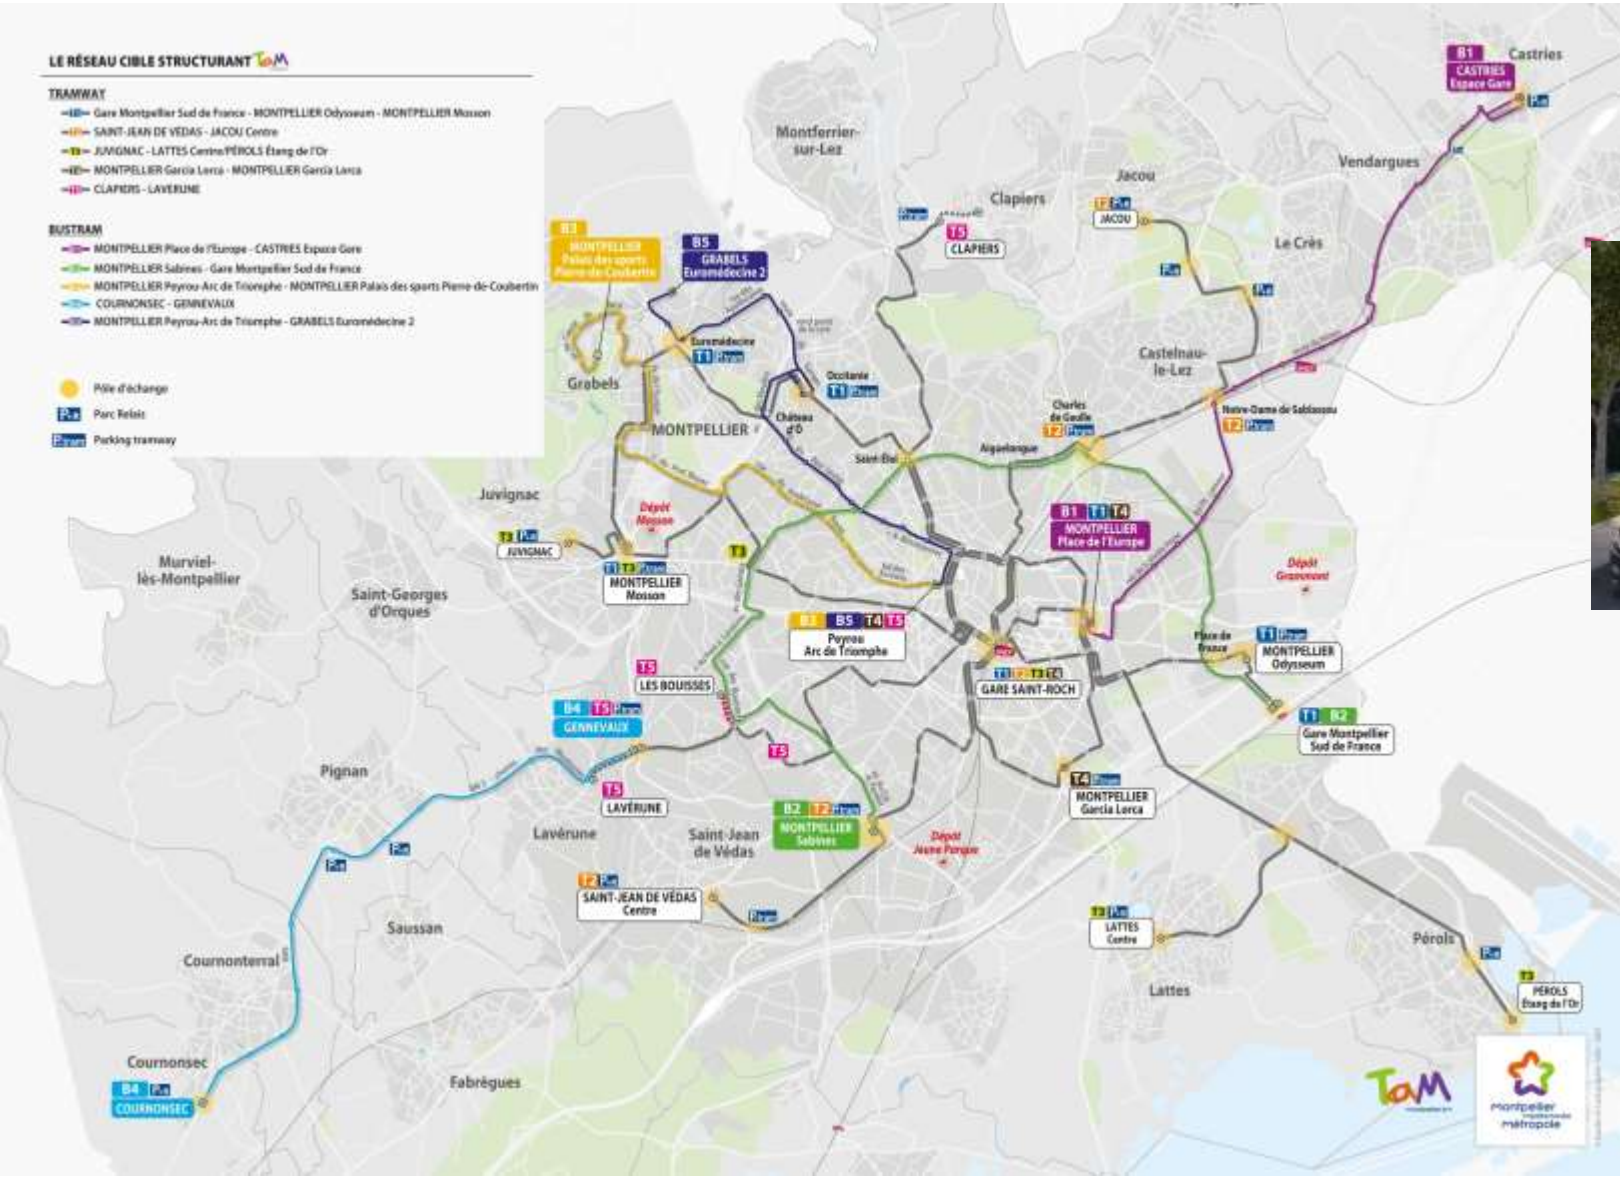 LE RÉSEAU CIBLE STRUCTURANT TaM
TRAMWAY
Gare Montpellier Sud de France - MONTPELLIER Odysseum - MONTPELLIER Mosson
SAINT-JEAN DE VÉDAS - JACOU Centre
T3 JUVIGNAC - LATTES Centre/PÉROLS Étang de l'Or
MONTPELLIER Garcia Lorca - MONTPELLIER Garcia Lorca
CLAPIERS - LAVERUNE
BUSTRAM
MONTPELLIER Place de l'Europe - CASTRIES Espace Gare
MONTPELLIER Sabines - Gare Montpellier Sud de France
MONTPELLIER Peyrou-Arc de Triomphe - MONTPELLIER Palais des sports Pierre-de-Coubertin
COURNONSEC - GENNEVAUX
MONTPELLIER Peyrou-Arc de Triomphe - GRABELS Euromédecine 2
Pôle d'échange
Parc Relais
Parking tramway
B1
CASTRIES
Espace Gare
Castries
Vendargues
Montferrier-
sur-Lez
Jacou
T2
JACOU
Clapiers
T5
CLAPIERS
Le Crès
B3
MONTPELLIER
Palais des sports
Pierre-de-Coubertin
B5
GRABELS
Euromédecine 2
Euromédecine
T1
Grabels
Occitanie
T1
Château
d'Ô
Castelnau-
le-Lez
Charles
de Gaulle
T2
Notre-Dame de Sablassou
T2
MONTPELLIER
Saint-Éloi
Aiguelongue
Juvignac
Dépôt
Mosson
T3
JUVIGNAC
T1 T3
MONTPELLIER
Mosson
T3
B1 T1 T4
MONTPELLIER
Place de l'Europe
Dépôt
Grammont
Murviel-
lès-Montpellier
Saint-Georges
d'Orques
B3 B5 T4 T5
Peyrou
Arc de Triomphe
Place de
France
T1
MONTPELLIER
Odysseum
T5
LES BOUISSES
T1 T2 T3 T4
GARE SAINT-ROCH
B4 T5
GENNEVAUX
T1 B2
Gare Montpellier
Sud de France
T5
Pignan
T5
LAVÉRUNE
T4
MONTPELLIER
Garcia Lorca
Lavérune
Saint-Jean
de Védas
B2 T2
MONTPELLIER
Sabines
Dépôt
Jeune Parque
T2
SAINT-JEAN DE VÉDAS
Centre
Saussan
T3
LATTES
Centre
Pérols
Cournonterral
Lattes
T3
PÉROLS
Étang de l'Or
Cournonsec
B4
COURNONSEC
Fabrègues
TaM
Montpellier
Méditerranée
métropole